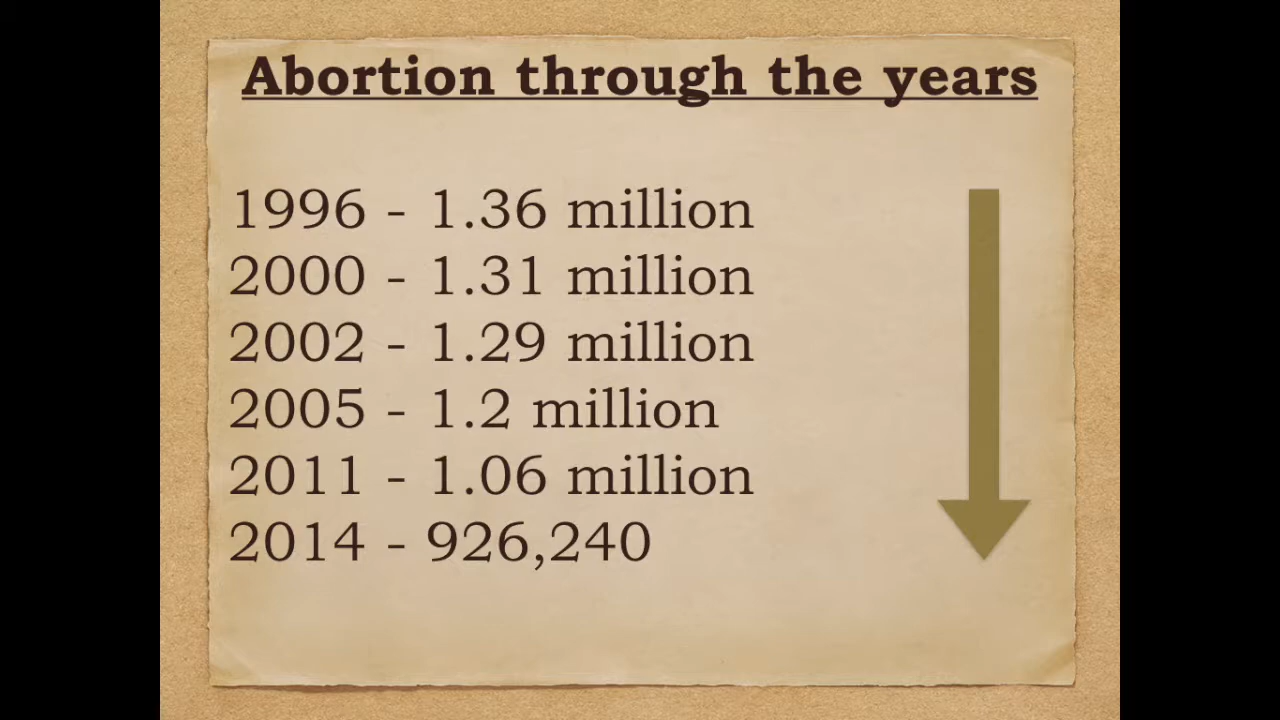 Abortion through the years
1996 - 1.36 million
2000 - 1.31 million
2002 - 1.29 million
2005 - 1.2 million
2011 - 1.06 million
2014 - 926,240